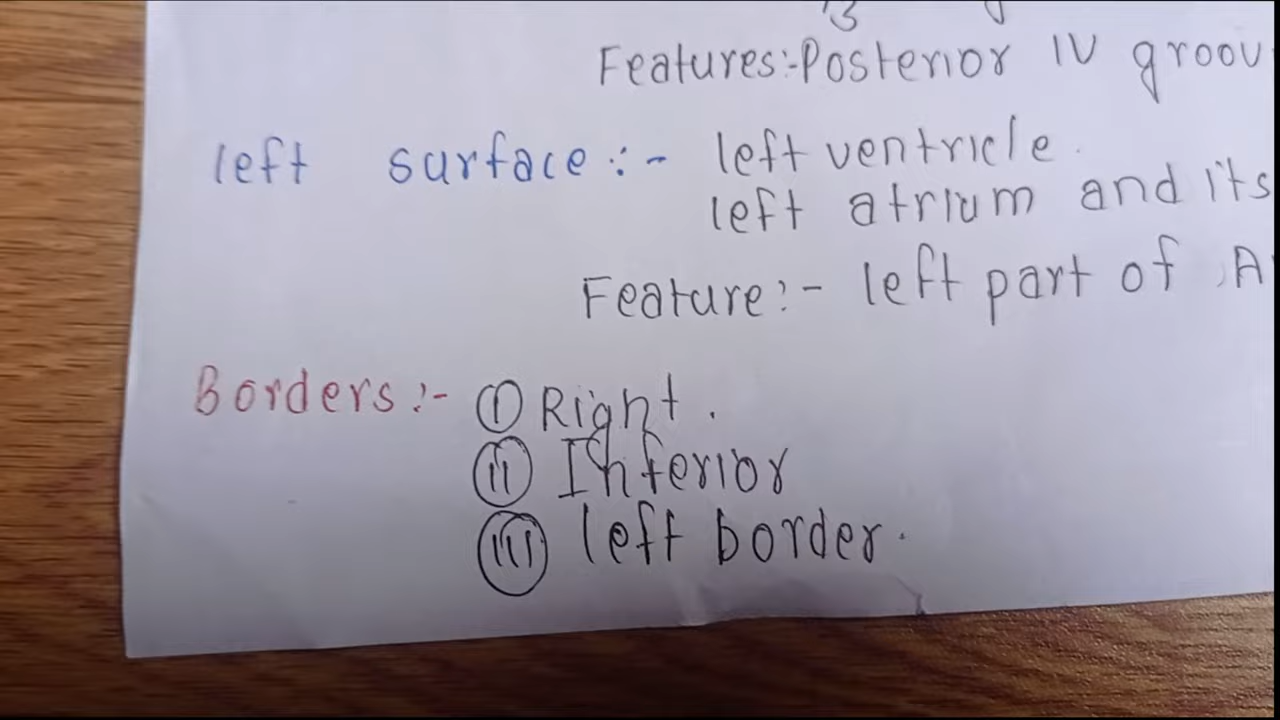 Features:-Posterior IV groov
left surface :- left ventricle.
left atrium and its
Feature:- left part of A
Borders:- (I) Right.
(II) Inferior
(III) left border.